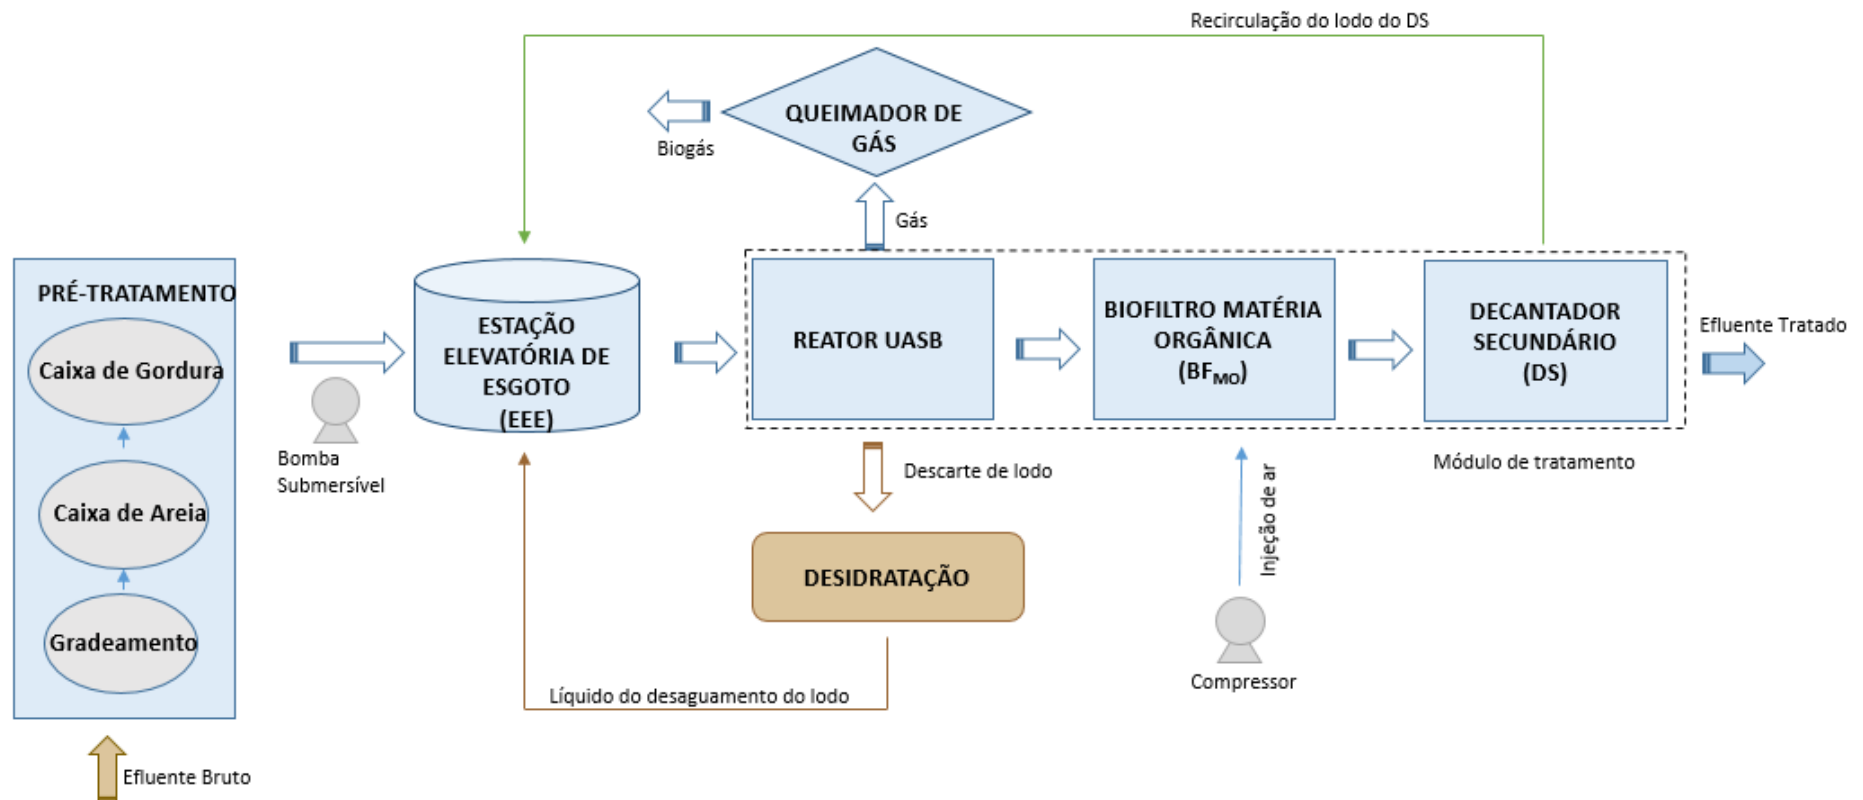 Recirculação do lodo do DS
QUEIMADOR DE
GÁS
Biogás
Gás
PRÉ-TRATAMENTO
Caixa de Gordura
Caixa de Areia
Gradeamento
Efluente Bruto
Bomba
Submersível
ESTAÇÃO
ELEVATÓRIA DE
ESGOTO
(EEE)
REATOR UASB
BIOFILTRO MATÉRIA
ORGÂNICA
(BFMO)
DECANTADOR
SECUNDÁRIO
(DS)
Efluente Tratado
Módulo de tratamento
Descarte de lodo
DESIDRATAÇÃO
Líquido do desaguamento do lodo
Injeção de ar
Compressor